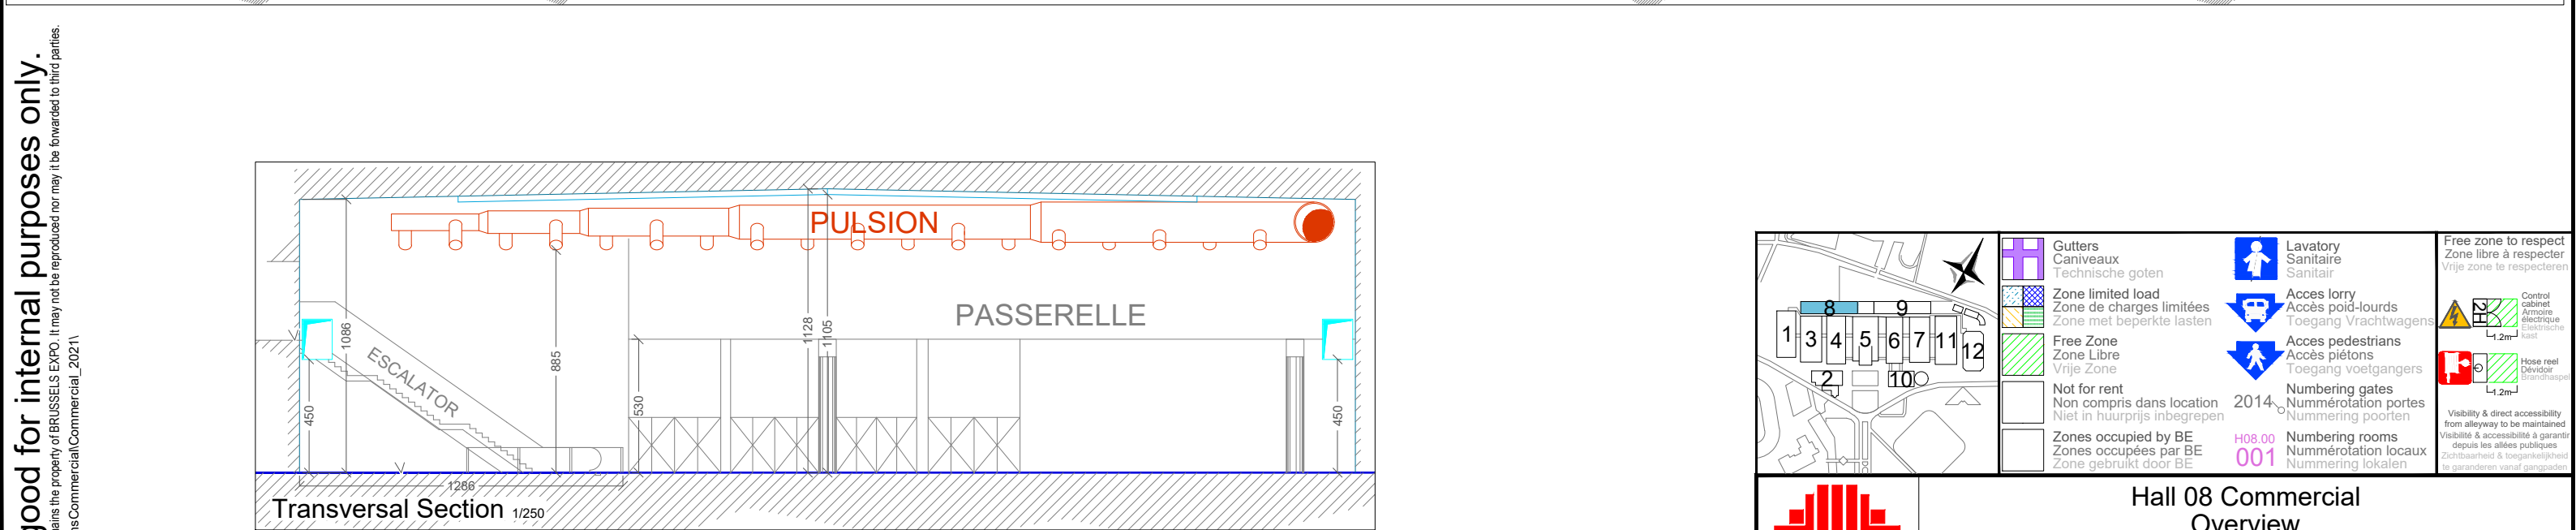 good for internal purposes only.
ains the property of BRUSSELS EXPO. It may not be reproduced nor may it be forwarded to third parties.
nsCommercial\Commercial_2021\
PULSION
PASSERELLE
ESCALATOR
1086
450
885
530
1128
1105
450
1286
Transversal Section 1/250
8
9
1
3
4
5
6
7
11
12
2
10
Gutters
Caniveaux
Technische goten
Zone limited load
Zone de charges limitées
Zone met beperkte lasten
Free Zone
Zone Libre
Vrije Zone
Not for rent
Non compris dans location
Niet in huurprijs inbegrepen
Zones occupied by BE
Zones occupées par BE
Zone gebruikt door BE
Lavatory
Sanitaire
Sanitair
Acces lorry
Accès poid-lourds
Toegang Vrachtwagens
Acces pedestrians
Accès piétons
Toegang voetgangers
2014
Numbering gates
Nummérotation portes
Nummering poorten
H08.00
001
Numbering rooms
Nummérotation locaux
Nummering lokalen
Free zone to respect
Zone libre à respecter
Vrije zone te respecteren
Control
cabinet
Armoire
électrique
Elektrische
kast
1.2m
Hose reel
Dévidoir
Brandhaspel
1.2m
Visibility & direct accessibility
from alleyway to be maintained
Visibilité & accessibilité à garantir
depuis les allées publiques
Zichtbaarheid & toegankelijkheid
te garanderen vanaf gangpaden
Hall 08 Commercial
Overview